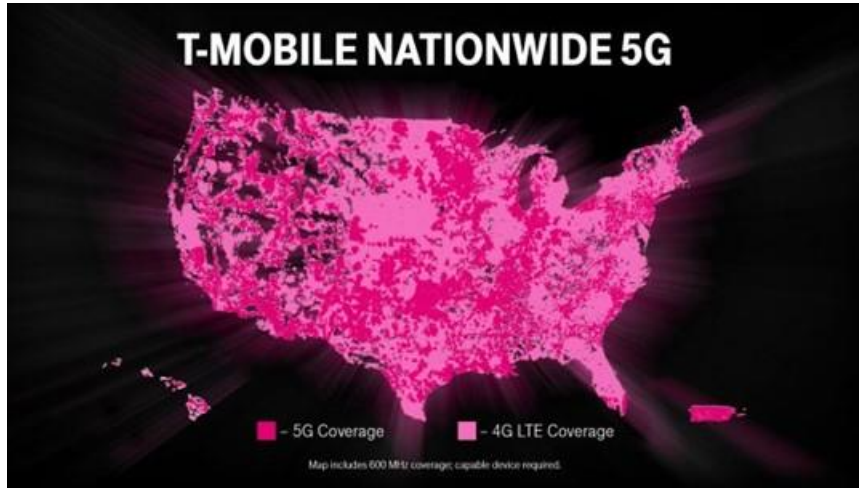 T-MOBILE NATIONWIDE 5G
– 5G Coverage
– 4G LTE Coverage
Map includes 600 MHz coverage; capable device required.